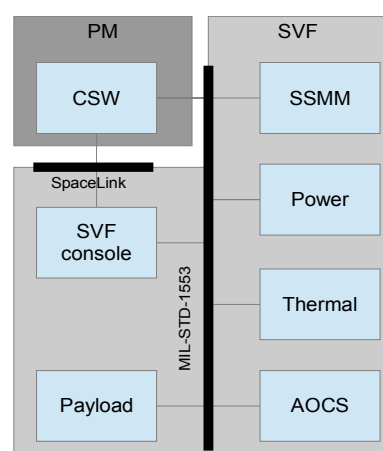 PM
SVF
CSW
SSMM
SpaceLink
Power
SVF
console
MIL-STD-1553
Thermal
Payload
AOCS